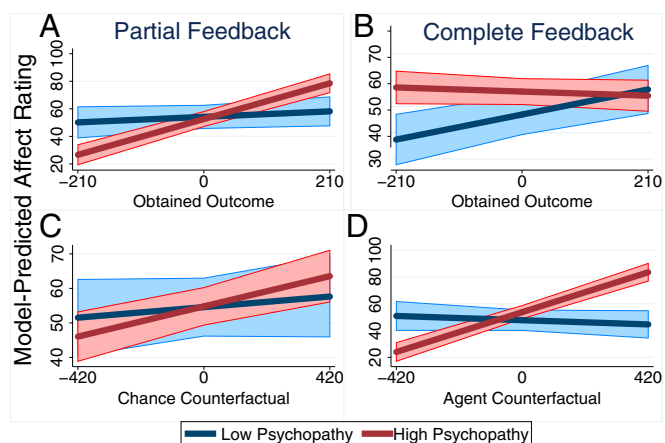 A
Partial Feedback
B
Complete Feedback
Model-Predicted Affect Rating
100
80
60
40
20
-210
0
210
Obtained Outcome
70
60
50
40
30
-210
0
210
Obtained Outcome
C
70
60
50
40
-420
0
420
Chance Counterfactual
D
100
80
60
40
20
-420
0
420
Agent Counterfactual
Low Psychopathy
High Psychopathy